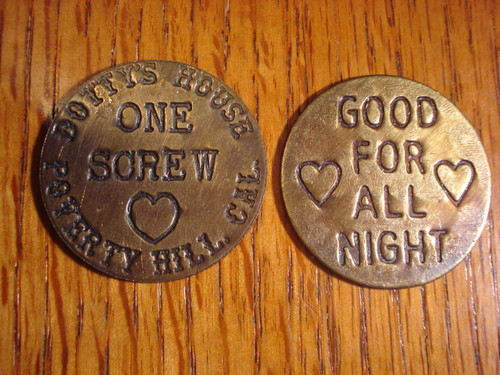 DOTTY'S HOUSE
ONE
SCREW
POVERTY HILL. CAL.
GOOD
FOR
ALL
NIGHT